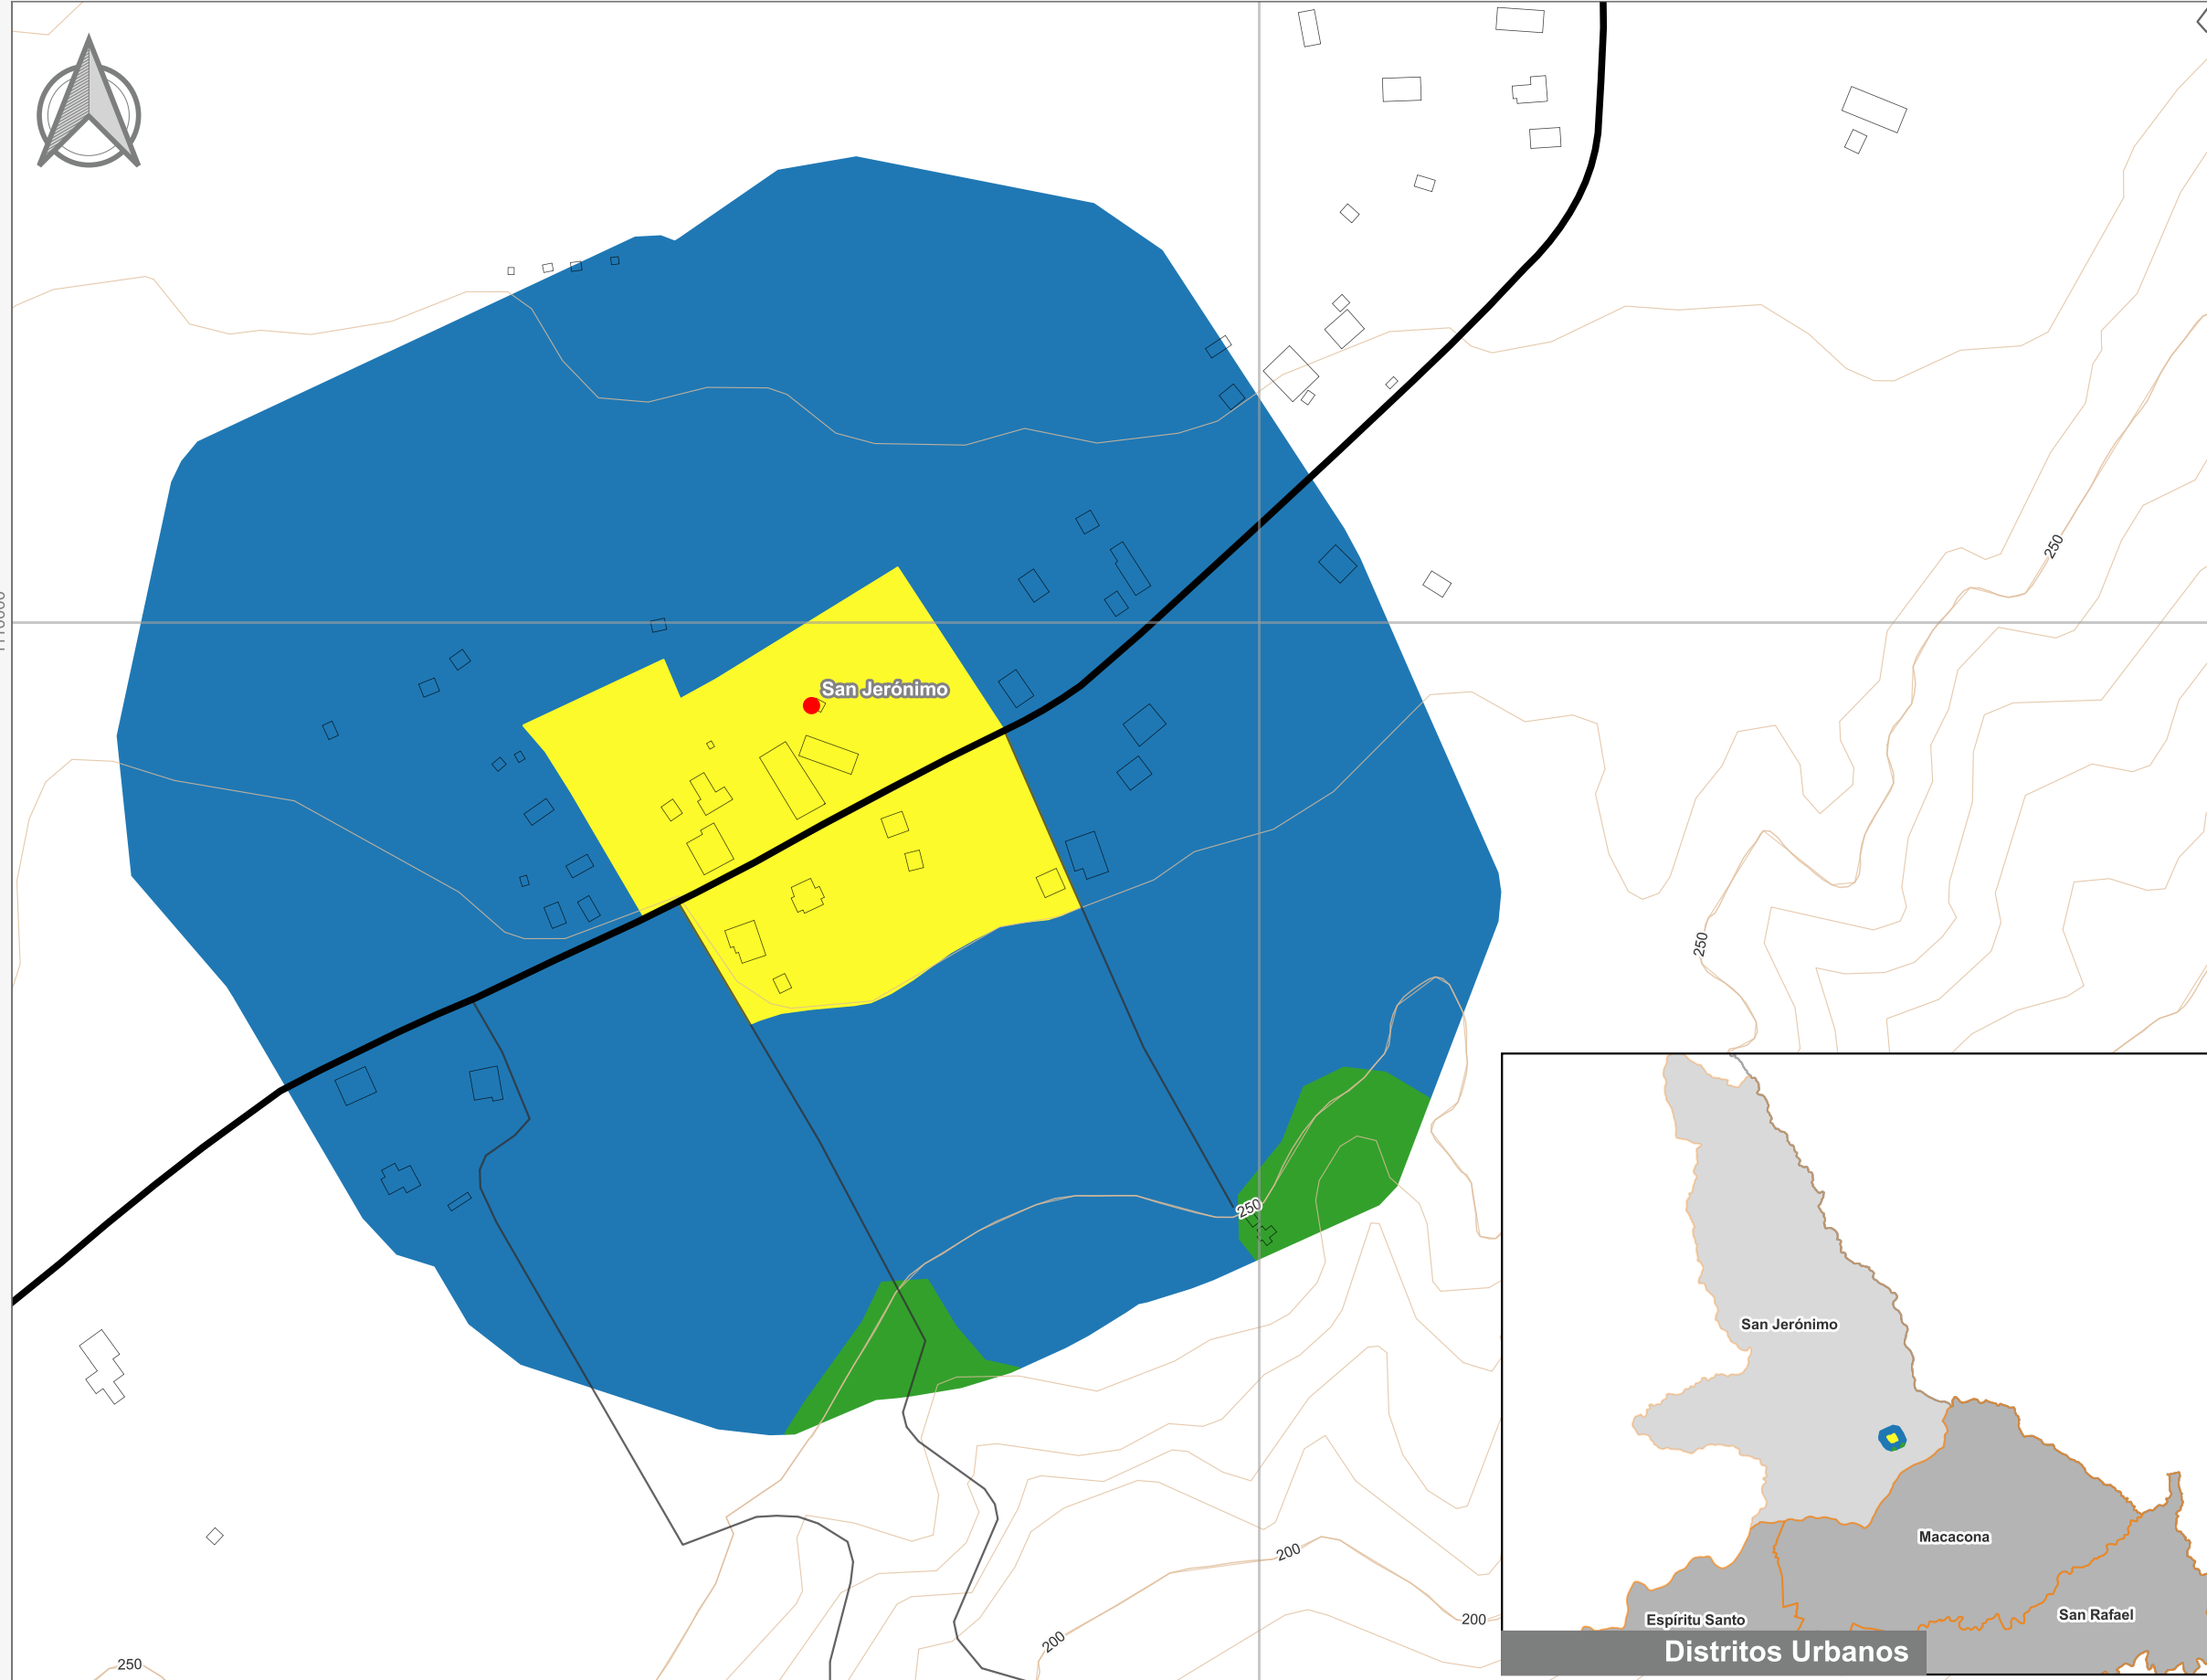 San Jerónimo
250
250
250
200
200
200
250
San Jerónimo
Macacona
Espíritu Santo
San Rafael
Distritos Urbanos